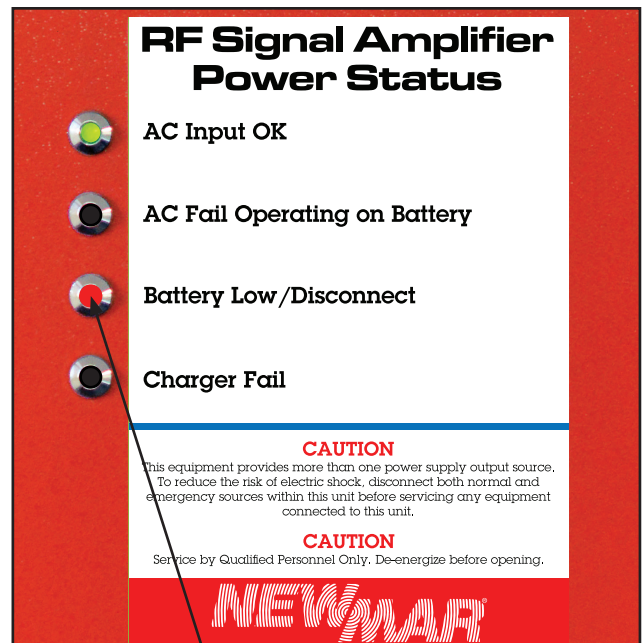 RF Signal Amplifier
Power Status
AC Input OK
AC Fail Operating on Battery
Battery Low/Disconnect
Charger Fail
CAUTION
This equipment provides more than one power supply output source.
To reduce the risk of electric shock, disconnect both normal and
emergency sources within this unit before servicing any equipment
connected to this unit.
CAUTION
Service by Qualified Personnel Only. De-energize before opening.
NEWMAR®